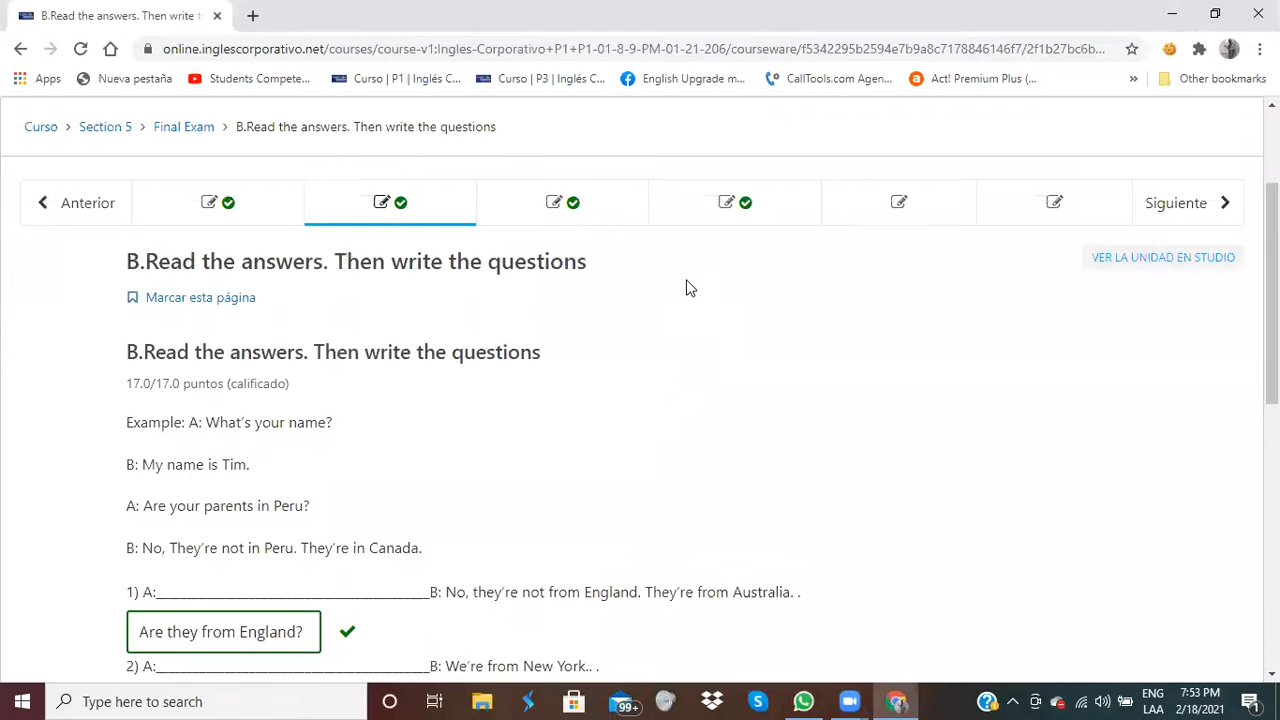 B.Read the answers. Then write t
online.inglescorporativo.net/courses/course-v1:Ingles-Corporativo+P1+P1-01-8-9-PM-01-21-206/courseware/f5342295b2594e7b9a8c7178846146f7/2f1b27bc6b...
Apps Nueva pestaña Students Compete... Curso | P1 | Inglés C... Curso | P3 | Inglés C... English Upgrade m... CallTools.com Agen... Act! Premium Plus (... » Other bookmarks
Curso > Section 5 > Final Exam > B.Read the answers. Then write the questions
Anterior Siguiente
B.Read the answers. Then write the questions
VER LA UNIDAD EN STUDIO
Marcar esta página
B.Read the answers. Then write the questions
17.0/17.0 puntos (calificado)
Example: A: What's your name?
B: My name is Tim.
A: Are your parents in Peru?
B: No, They're not in Peru. They're in Canada.
1) A:______________________________B: No, they're not from England. They're from Australia. .
Are they from England?
2) A:______________________________B: We're from New York.. .
Type here to search
99+
ENG
LAA
7:53 PM
2/18/2021
1